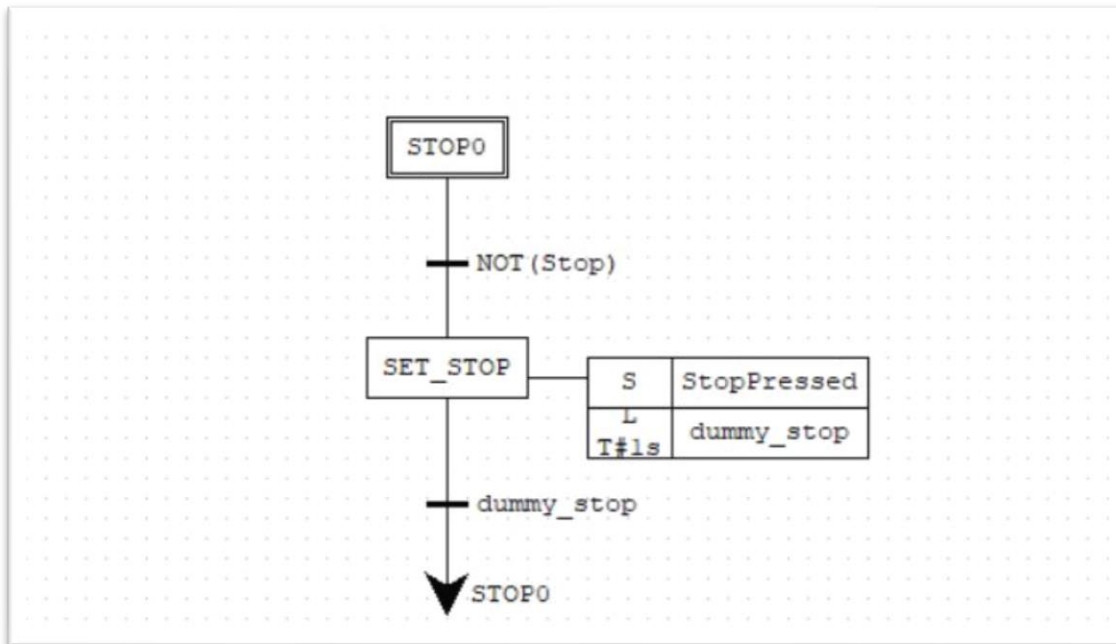 STOP0
NOT(Stop)
SET_STOP
S StopPressed
L
T#1s dummy_stop
dummy_stop
STOP0